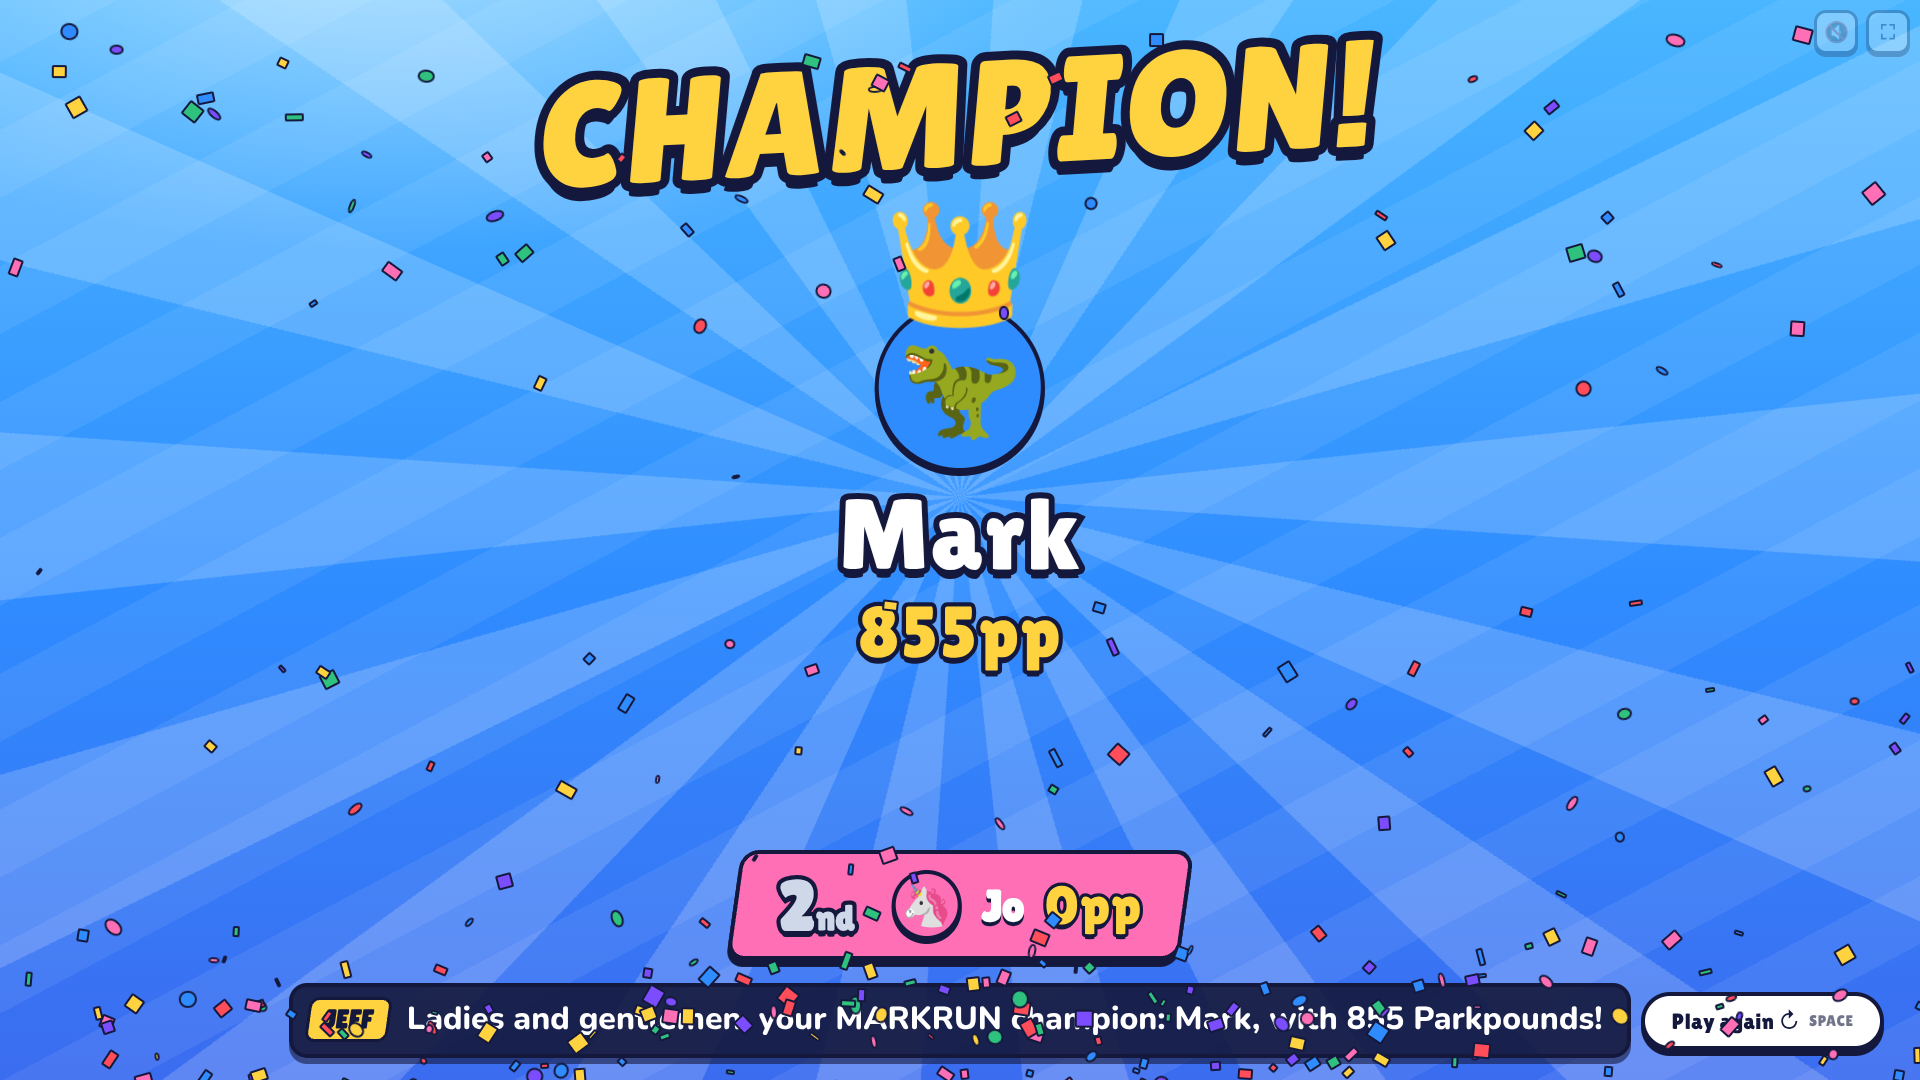 CHAMPION!
Mark
855pp
2nd Jo 0pp
JEFF Ladies and gentlemen, your MARKRUN champion: Mark, with 855 Parkpounds!
Play again SPACE